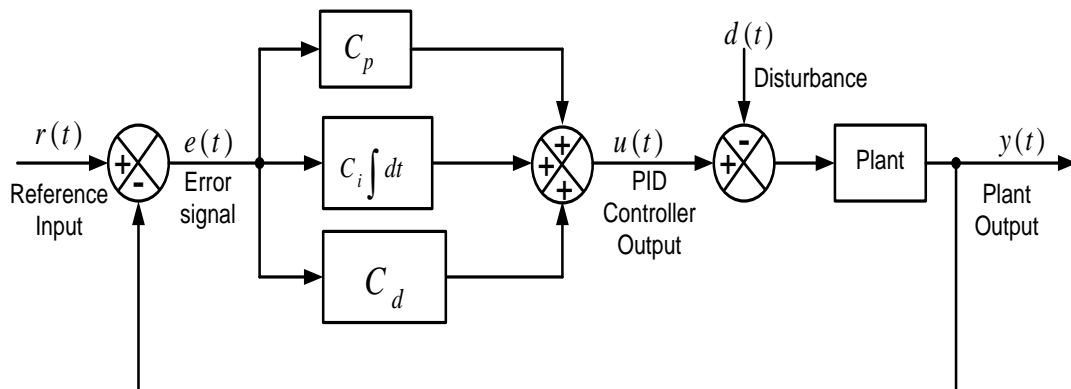 r(t)
Reference
Input
+
-
e(t)
Error
signal
C_p
C_i ∫ dt
C_d
+
+
+
u(t)
PID
Controller
Output
d(t)
Disturbance
-
+
Plant
y(t)
Plant
Output